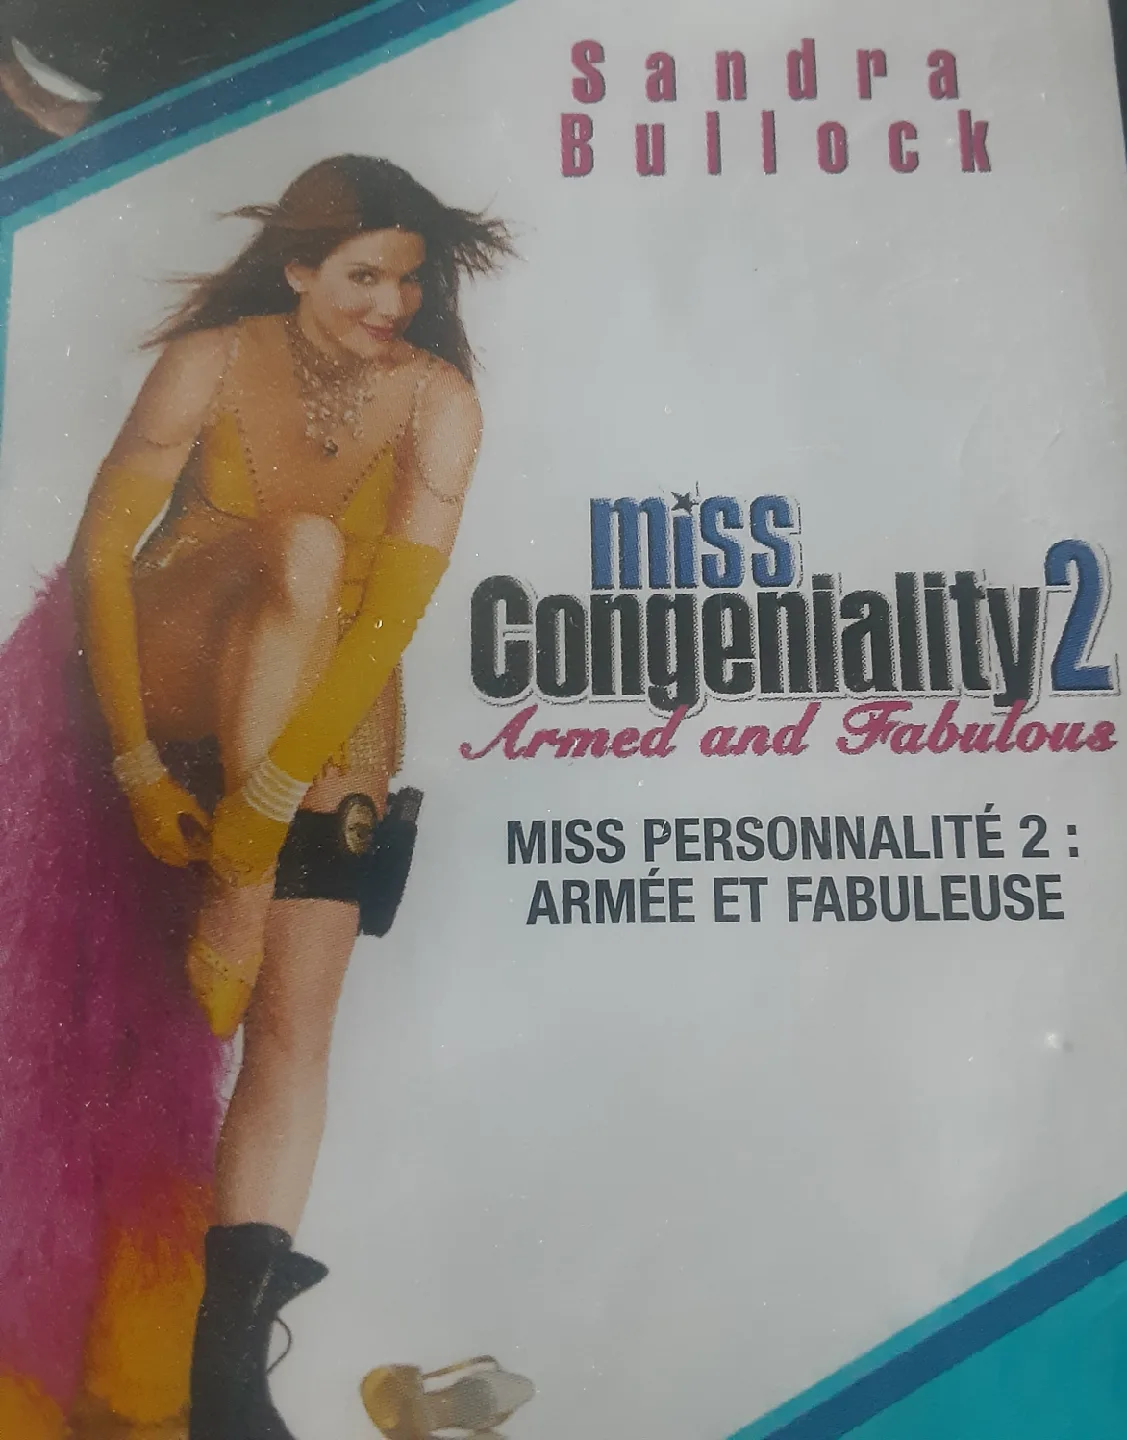 Sandra
Bullock
miss
Congeniality 2
Armed and Fabulous
MISS PERSONNALITÉ 2 :
ARMÉE ET FABULEUSE